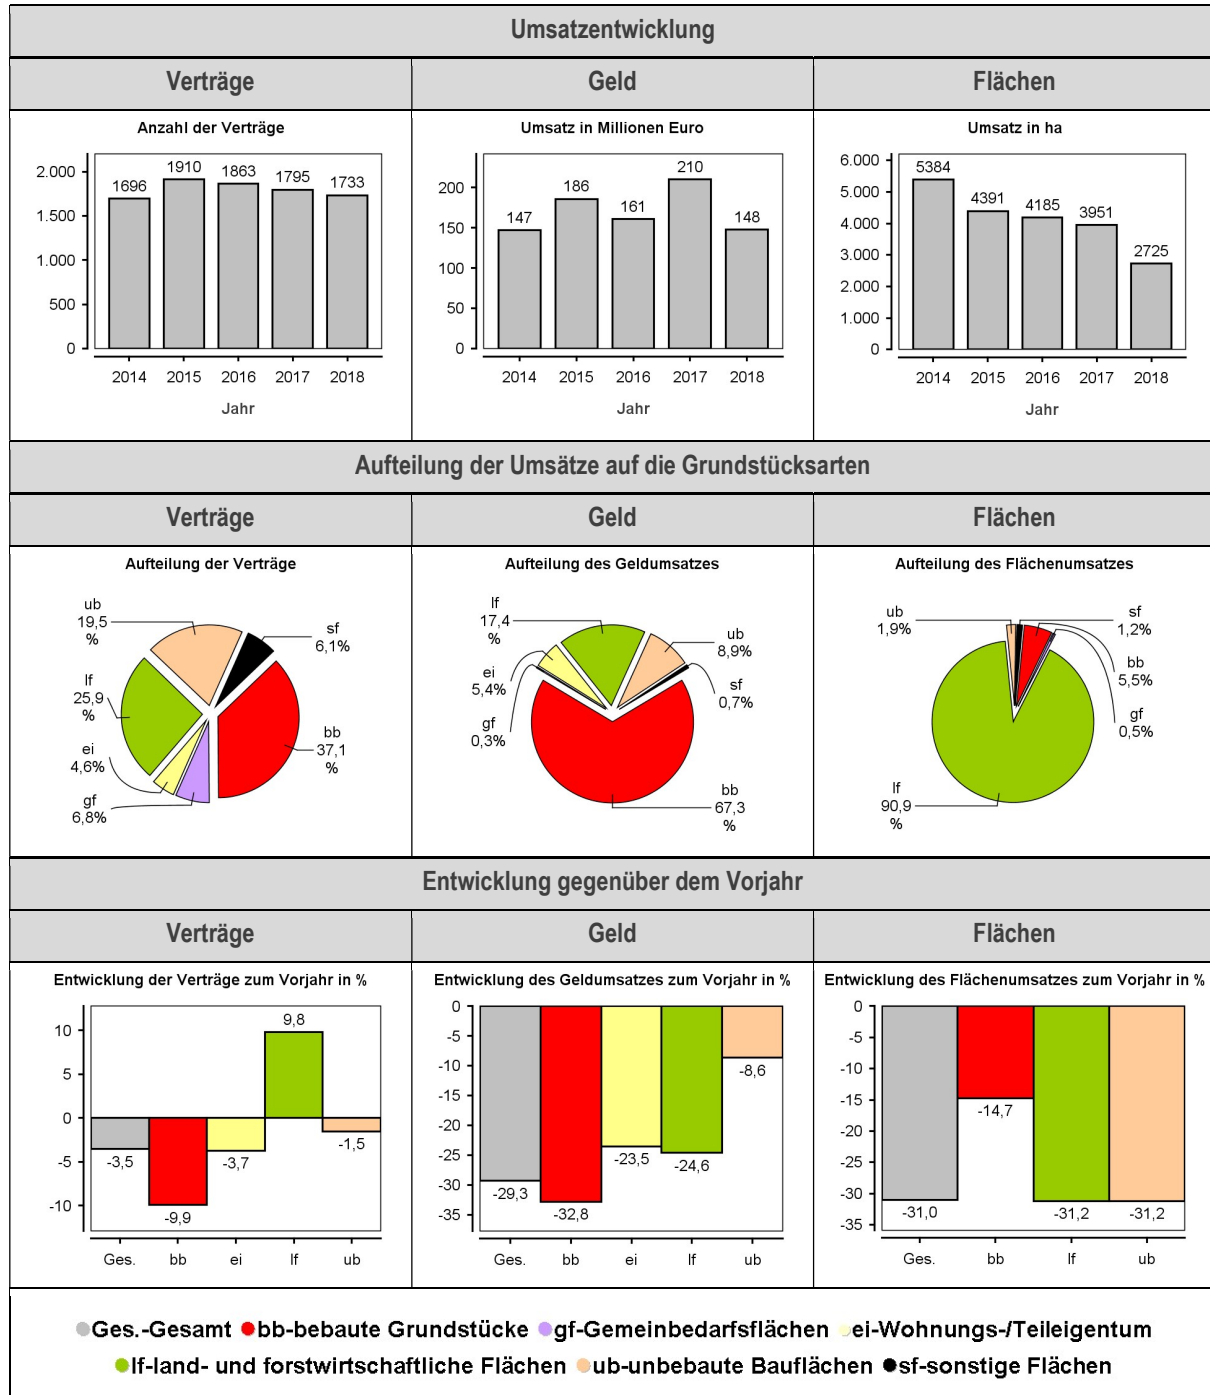 Umsatzentwicklung
Verträge
Geld
Flächen
Anzahl der Verträge
2.000
1.500
1.000
500
0
1696
1910
1863
1795
1733
2014
2015
2016
2017
2018
Jahr
Umsatz in Millionen Euro
200
150
100
50
0
147
186
161
210
148
2014
2015
2016
2017
2018
Umsatz in ha
6.000
5.000
4.000
3.000
2.000
1.000
0
5384
4391
4185
3951
2725
2014
2015
2016
2017
2018
Jahr
Aufteilung der Umsätze auf die Grundstücksarten
Verträge
Geld
Flächen
Aufteilung der Verträge
ub
19,5
%
sf
6,1%
lf
25,9
%
bb
37,1
%
ei
4,6%
gf
6,8%
Aufteilung des Geldumsatzes
lf
17,4
%
ub
8,9%
ei
5,4%
sf
0,7%
gf
0,3%
bb
67,3
%
Aufteilung des Flächenumsatzes
ub
1,9%
sf
1,2%
bb
5,5%
gf
0,5%
lf
90,9
%
Entwicklung gegenüber dem Vorjahr
Verträge
Geld
Flächen
Entwicklung der Verträge zum Vorjahr in %
10
5
0
-5
-10
-3,5
-9,9
-3,7
9,8
-1,5
Ges.
bb
ei
lf
ub
Entwicklung des Geldumsatzes zum Vorjahr in %
0
-5
-10
-15
-20
-25
-30
-35
-29,3
-32,8
-23,5
-24,6
-8,6
Ges.
bb
ei
lf
ub
Entwicklung des Flächenumsatzes zum Vorjahr in %
0
-5
-10
-15
-20
-25
-30
-35
-31,0
-14,7
-31,2
-31,2
Ges.
bb
lf
ub
Ges.-Gesamt bb-bebaute Grundstücke gf-Gemeinbedarfsflächen ei-Wohnungs-/Teileigentum
lf-land- und forstwirtschaftliche Flächen ub-unbebaute Bauflächen sf-sonstige Flächen